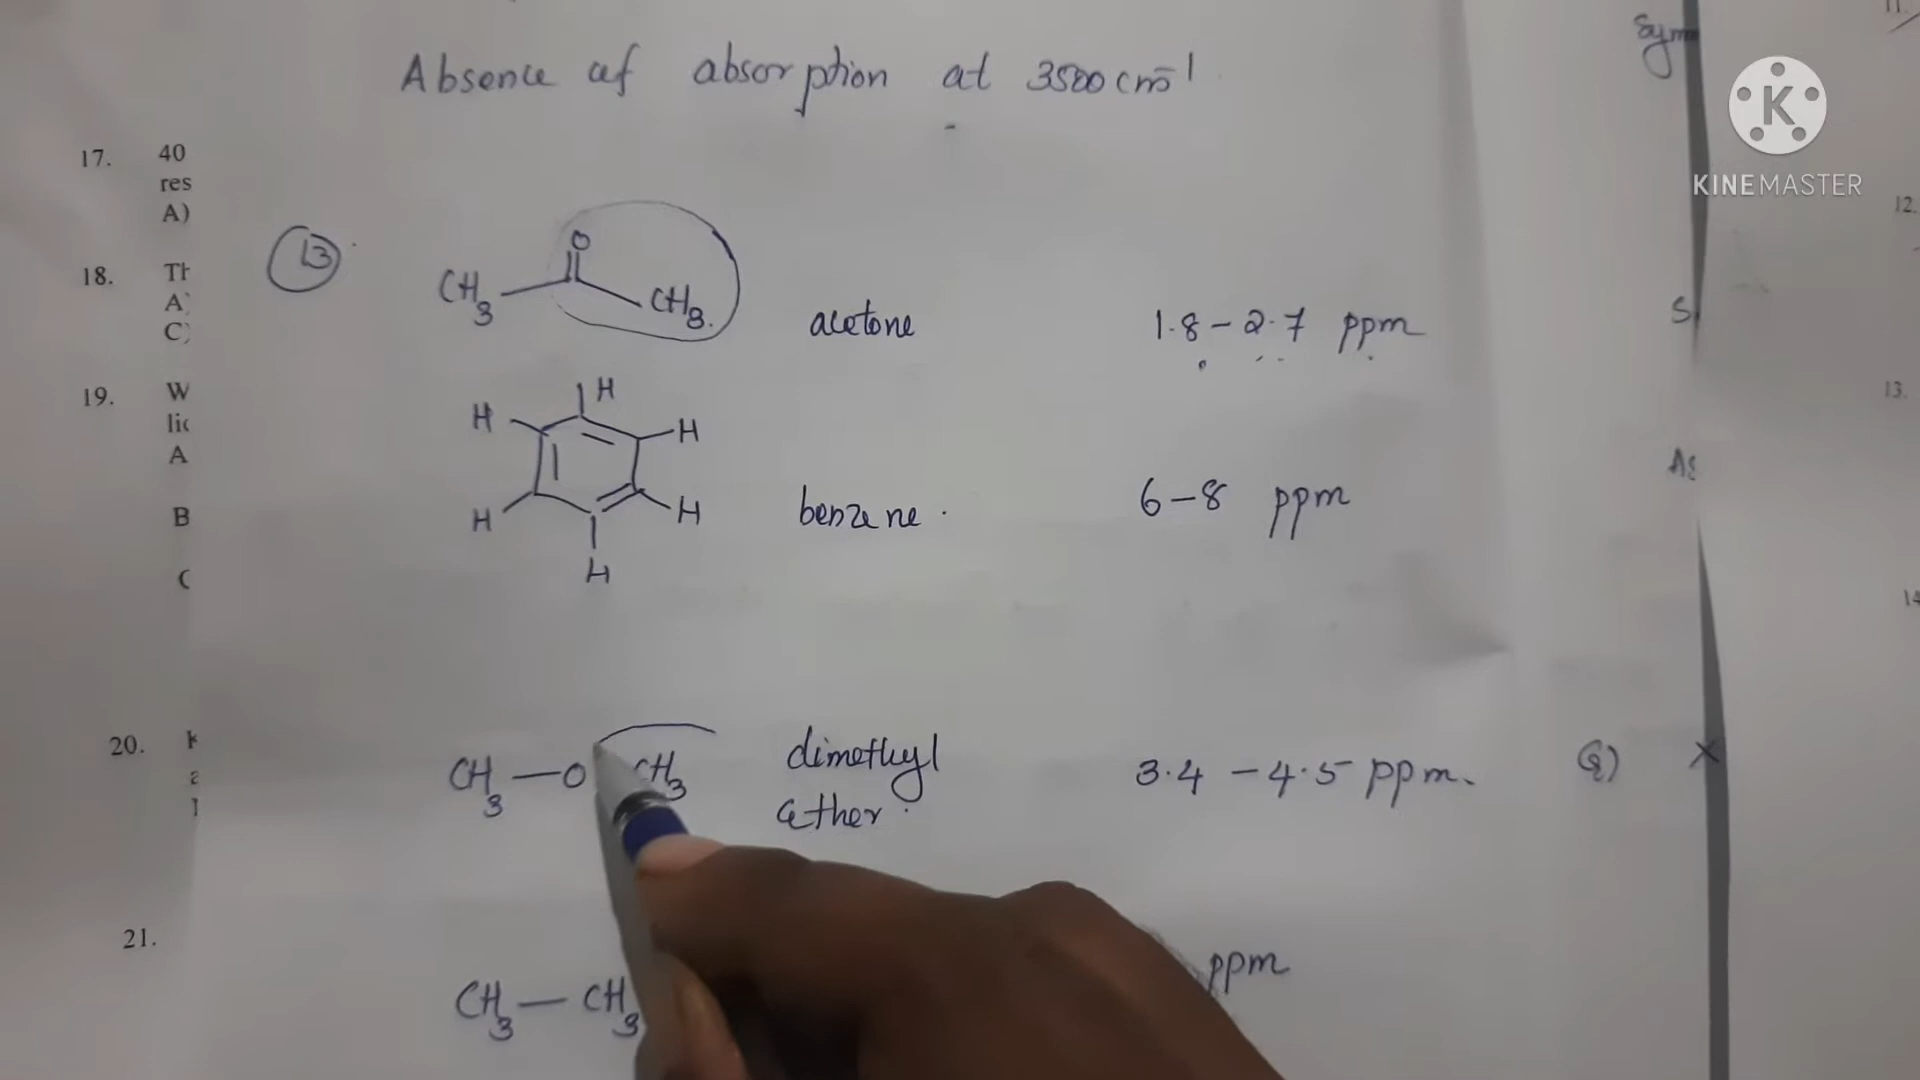 Absence of absorption at 3500 cm⁻¹
Sym
KINEMASTER
17. 40
res
A)
12.
13
O
CH3 CH3 acetone 1.8 - 2.7 ppm
18. Th
A)
C)
S
H
H H
13.
19. W
lic
A
B
H H benzene. 6-8 ppm
H
14
20.
CH3-O CH3 dimethyl ether. 3.4 - 4.5 ppm.
21.
ppm
CH3-CH3